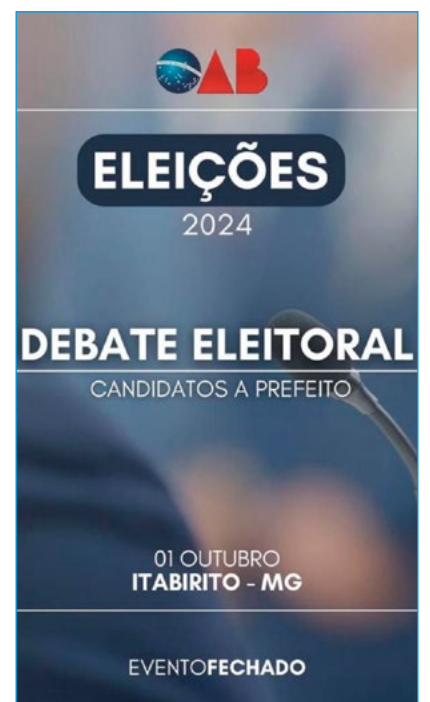 OAB
ELEIÇÕES
2024
DEBATE ELEITORAL
CANDIDATOS A PREFEITO
01 OUTUBRO
ITABIRITO - MG
EVENTOFECHADO